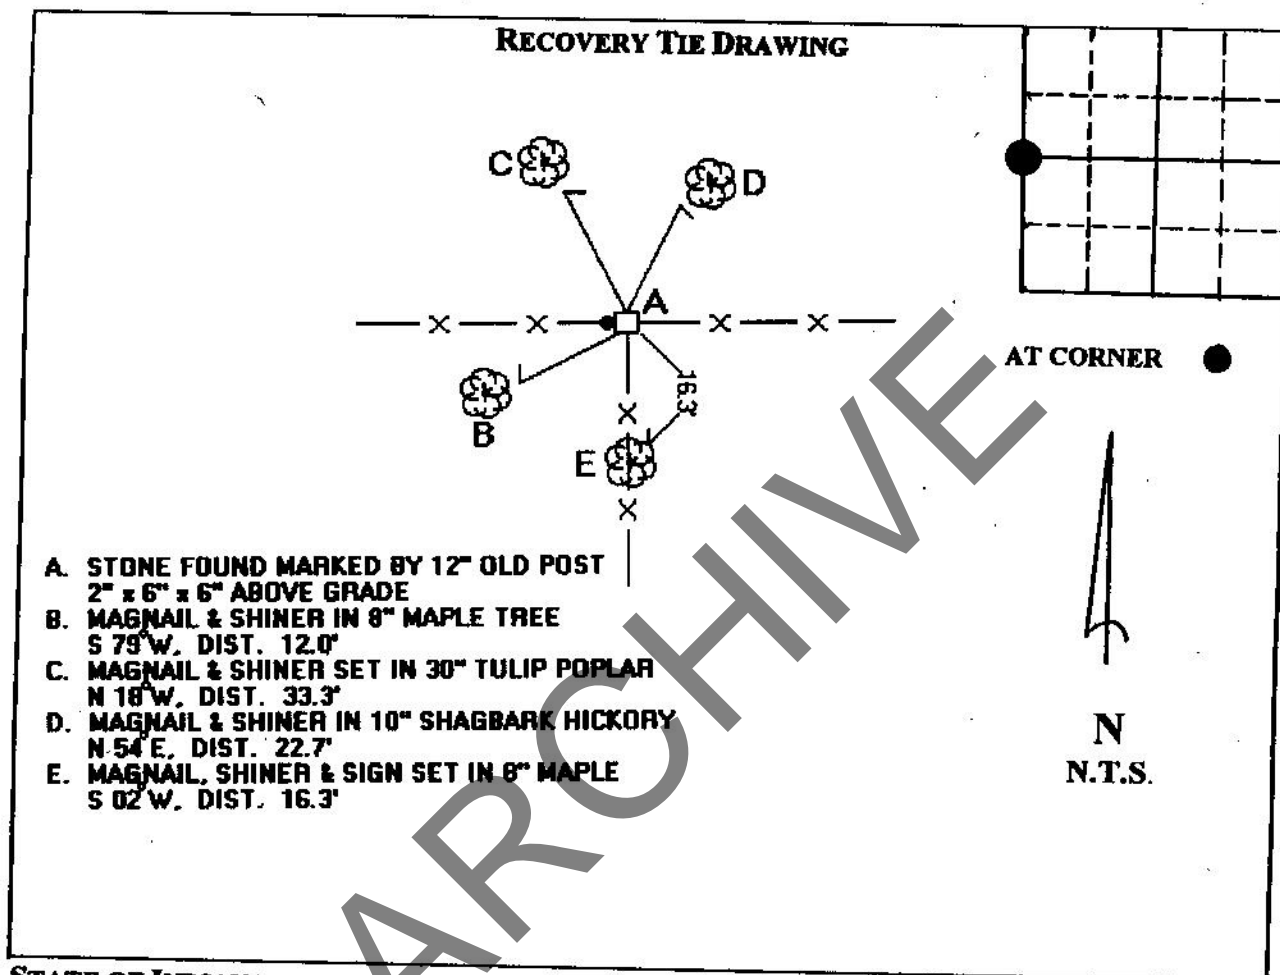 RECOVERY TIE DRAWING
C
D
A
16.3'
B
E
AT CORNER
A. STONE FOUND MARKED BY 12" OLD POST
2" x 6" x 6" ABOVE GRADE
B. MAGNAIL & SHINER IN 8" MAPLE TREE
S 79°W, DIST. 12.0'
C. MAGNAIL & SHINER SET IN 30" TULIP POPLAR
N 18°W, DIST. 33.3'
D. MAGNAIL & SHINER IN 10" SHAGBARK HICKORY
N 54°E, DIST. 22.7'
E. MAGNAIL, SHINER & SIGN SET IN 8" MAPLE
S 02°W, DIST. 16.3'
N
N.T.S.
ARCHIVE
STATE OF